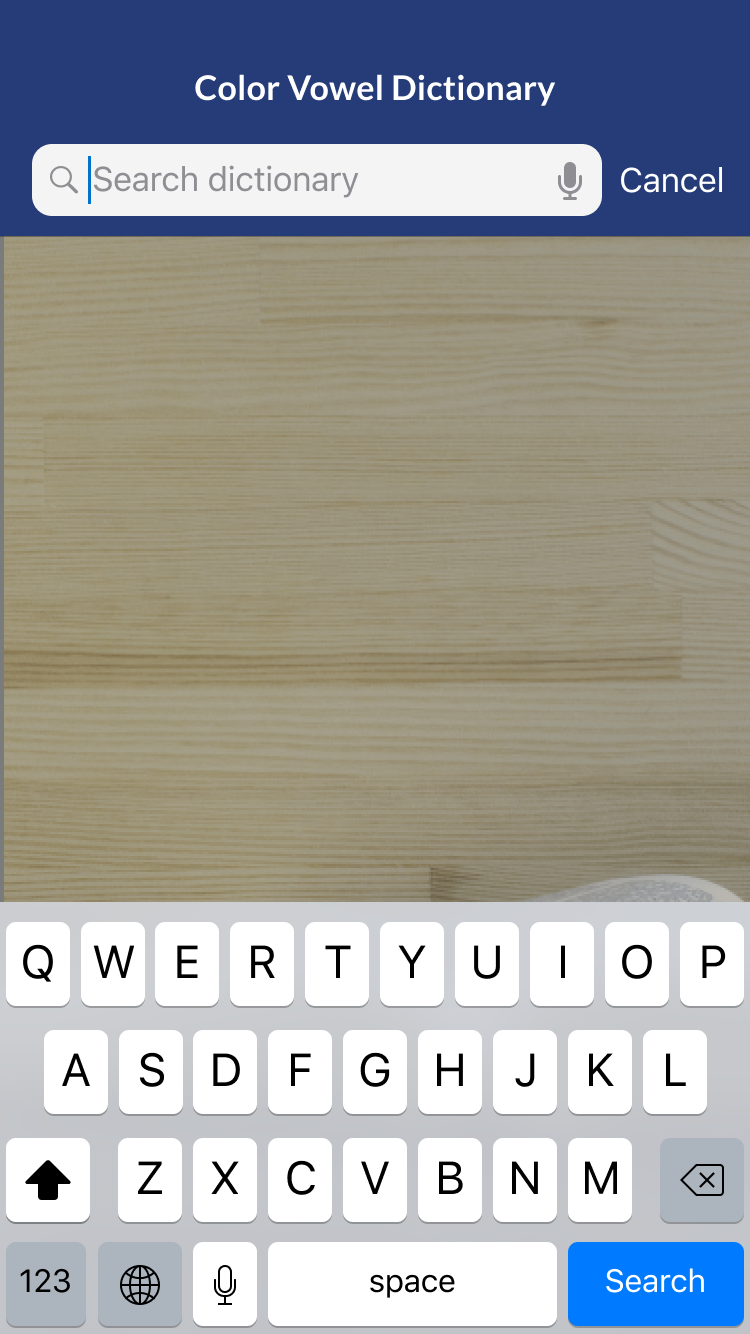 Color Vowel Dictionary
Search dictionary Cancel
Q W E R T Y U I O P
A S D F G H J K L
Z X C V B N M
123 space Search